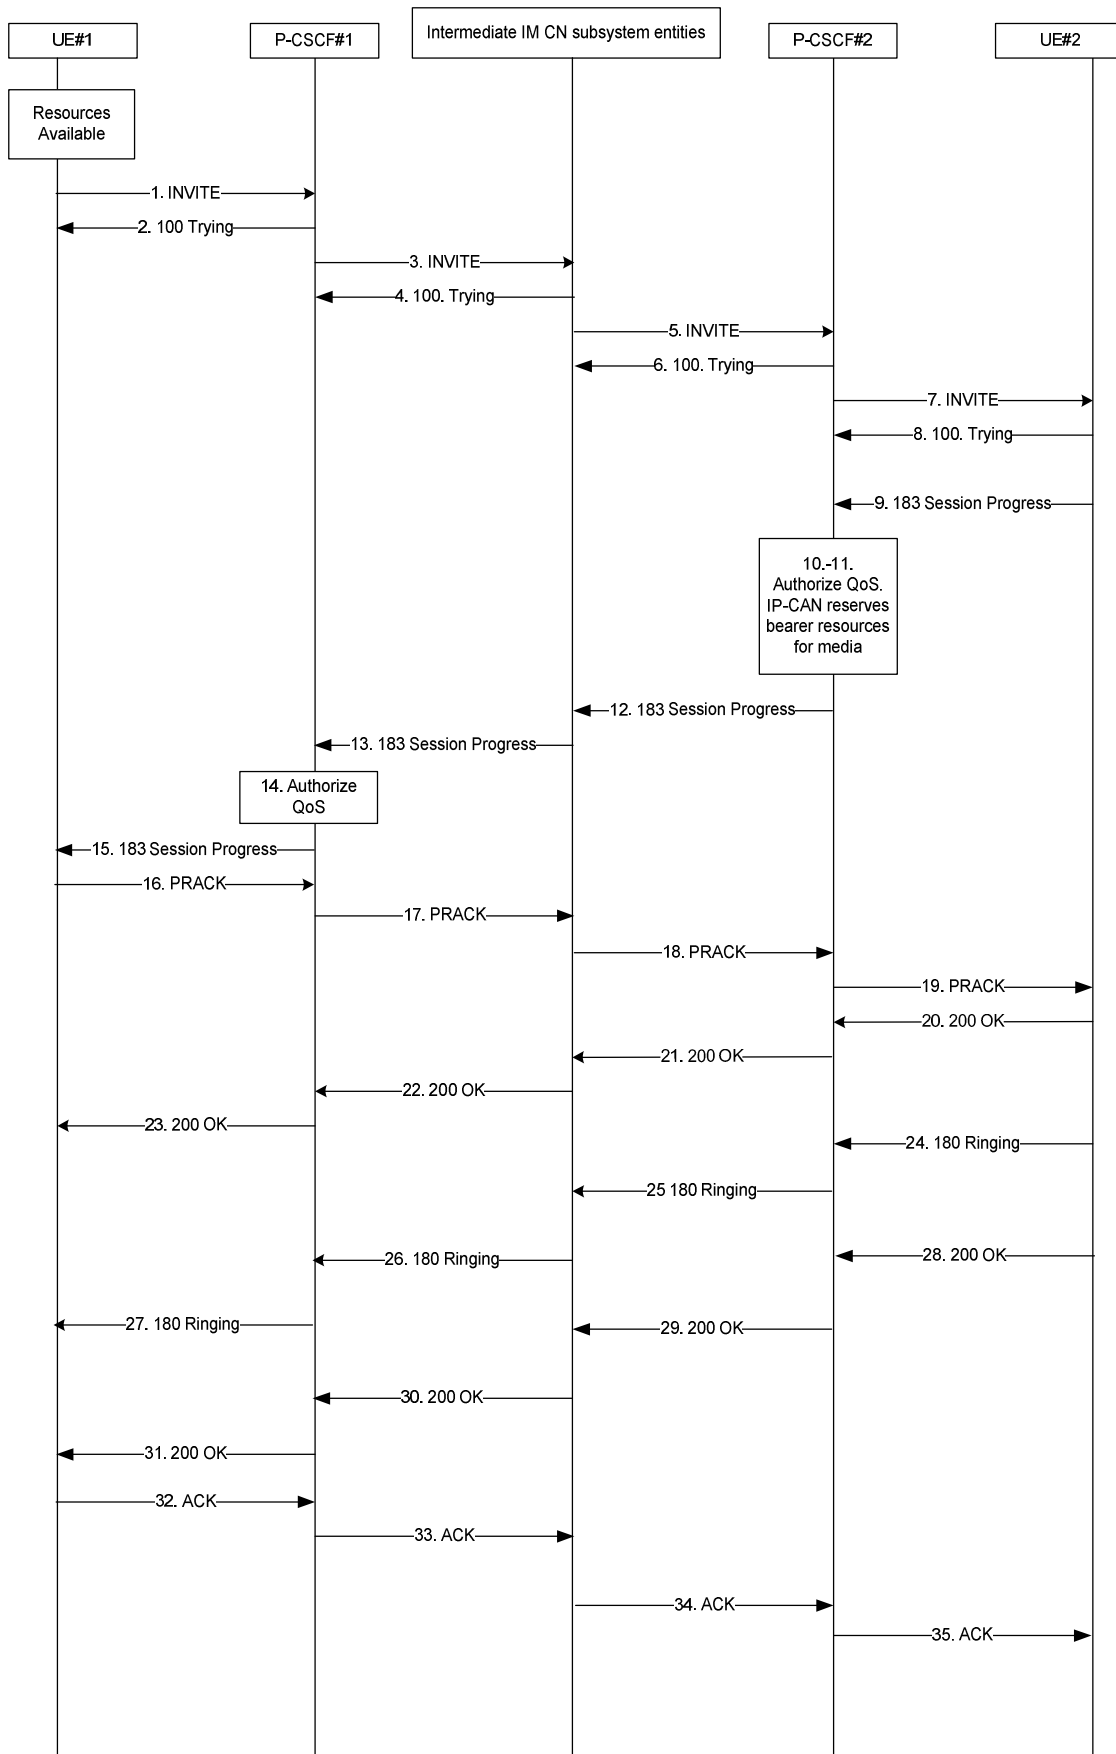 UE#1
P-CSCF#1
Intermediate IM CN subsystem entities
P-CSCF#2
UE#2
Resources
Available
1. INVITE
2. 100 Trying
3. INVITE
4. 100. Trying
5. INVITE
6. 100. Trying
7. INVITE
8. 100. Trying
9. 183 Session Progress
10.-11.
Authorize QoS.
IP-CAN reserves
bearer resources
for media
12. 183 Session Progress
13. 183 Session Progress
14. Authorize
QoS
15. 183 Session Progress
16. PRACK
17. PRACK
18. PRACK
19. PRACK
20. 200 OK
21. 200 OK
22. 200 OK
23. 200 OK
24. 180 Ringing
25 180 Ringing
28. 200 OK
26. 180 Ringing
27. 180 Ringing
29. 200 OK
30. 200 OK
31. 200 OK
32. ACK
33. ACK
34. ACK
35. ACK